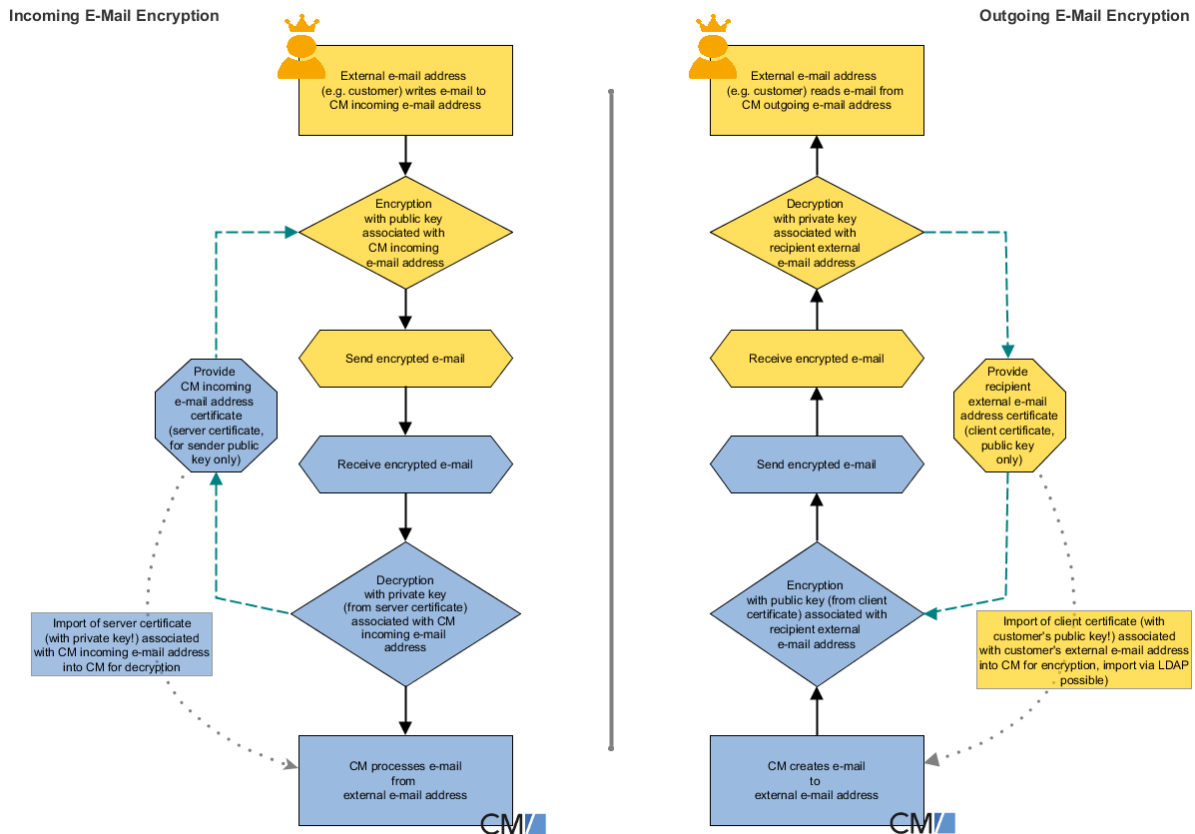 Incoming E-Mail Encryption
Outgoing E-Mail Encryption
External e-mail address
(e.g. customer) writes e-mail to
CM incoming e-mail address
Encryption
with public key
associated with
CM incoming
e-mail address
Send encrypted e-mail
Provide
CM incoming
e-mail address
certificate
(server certificate,
for sender public
key only)
Receive encrypted e-mail
Decryption
with private key
(from server certificate)
associated with CM
incoming e-mail
address
Import of server certificate
(with private key!) associated
with CM incoming e-mail address
into CM for decryption
CM processes e-mail
from
external e-mail address
CM/
External e-mail address
(e.g. customer) reads e-mail from
CM outgoing e-mail address
Decryption
with private key
associated with
recipient external
e-mail address
Receive encrypted e-mail
Provide
recipient
external e-mail
address certificate
(client certificate,
public key
only)
Send encrypted e-mail
Encryption
with public key (from client
certificate) associated with
recipient external
e-mail address
Import of client certificate (with
customer's public key!) associated
with customer's external e-mail address
into CM for encryption, import via LDAP
possible)
CM creates e-mail
to
external e-mail address
CM/